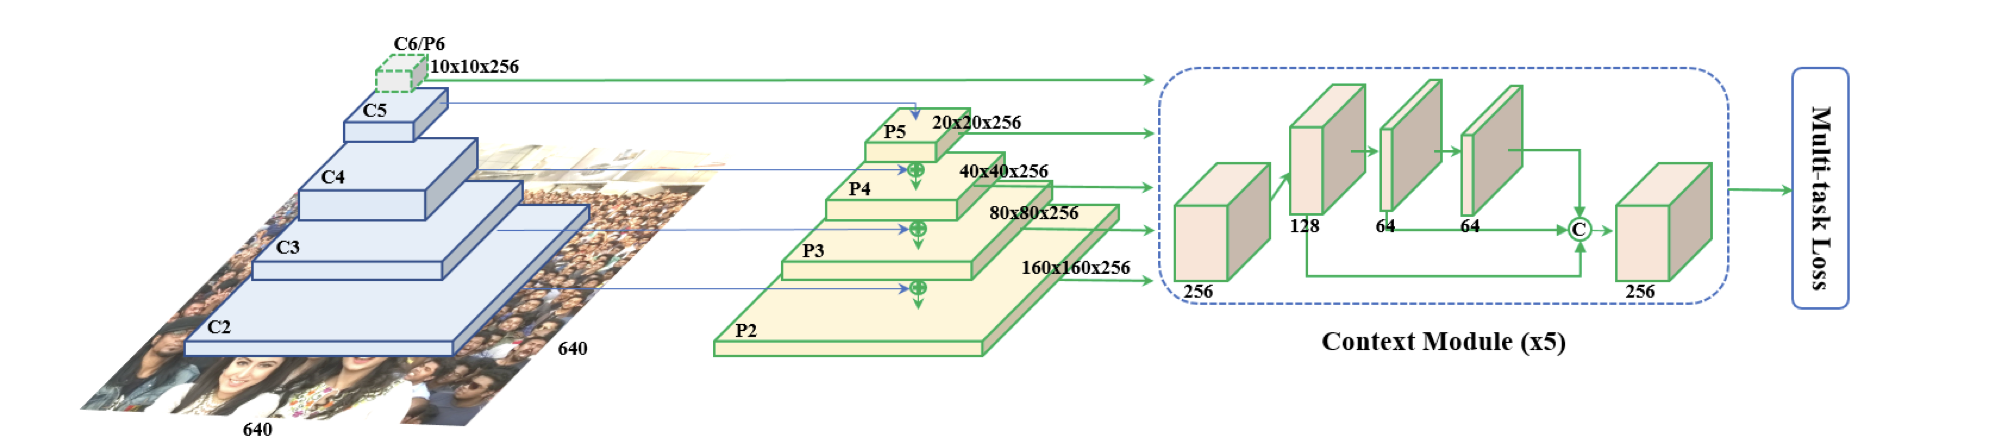 C6/P6
10x10x256
C5
C4
C3
C2
640
640
P5
20x20x256
P4
40x40x256
P3
80x80x256
P2
160x160x256
256
128
64
64
C
256
Context Module (x5)
Multi-task Loss